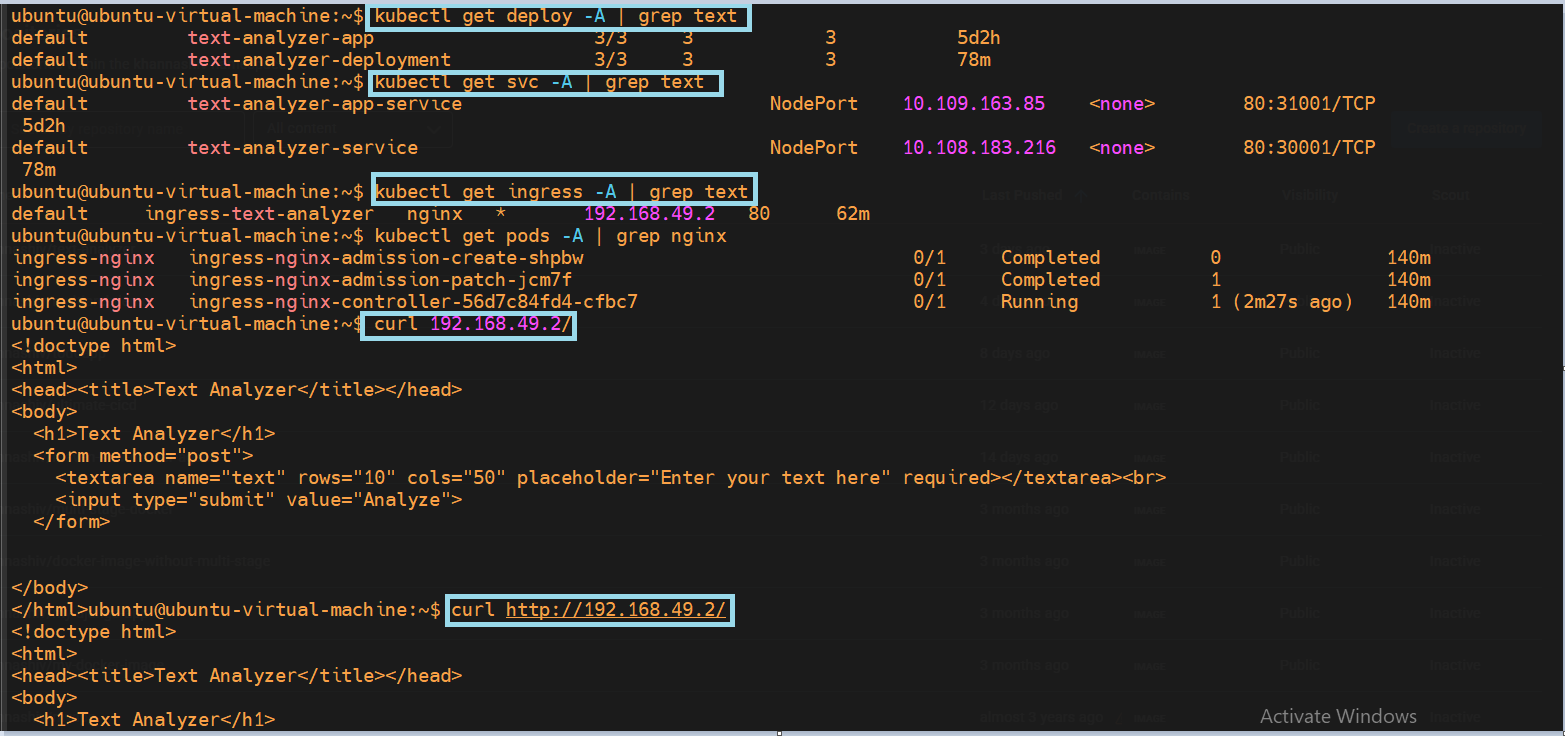 ubuntu@ubuntu-virtual-machine:~$ kubectl get deploy -A | grep text
default         text-analyzer-app                    3/3     3            3           5d2h
default         text-analyzer-deployment             3/3     3            3           78m
ubuntu@ubuntu-virtual-machine:~$ kubectl get svc -A | grep text
default         text-analyzer-app-service                            NodePort    10.109.163.85    <none>        80:31001/TCP
 5d2h
default         text-analyzer-service                                NodePort    10.108.183.216   <none>        80:30001/TCP
 78m
ubuntu@ubuntu-virtual-machine:~$ kubectl get ingress -A | grep text
default     ingress-text-analyzer   nginx   *       192.168.49.2   80      62m
ubuntu@ubuntu-virtual-machine:~$ kubectl get pods -A | grep nginx
ingress-nginx   ingress-nginx-admission-create-shpbw                              0/1     Completed          0               140m
ingress-nginx   ingress-nginx-admission-patch-jcm7f                               0/1     Completed          1               140m
ingress-nginx   ingress-nginx-controller-56d7c84fd4-cfbc7                         0/1     Running            1 (2m27s ago)   140m
ubuntu@ubuntu-virtual-machine:~$ curl 192.168.49.2/
<!doctype html>
<html>
<head><title>Text Analyzer</title></head>
<body>
  <h1>Text Analyzer</h1>
  <form method="post">
    <textarea name="text" rows="10" cols="50" placeholder="Enter your text here" required></textarea><br>
    <input type="submit" value="Analyze">
  </form>
</body>
</html>ubuntu@ubuntu-virtual-machine:~$ curl http://192.168.49.2/
<!doctype html>
<html>
<head><title>Text Analyzer</title></head>
<body>
  <h1>Text Analyzer</h1>
Activate Windows